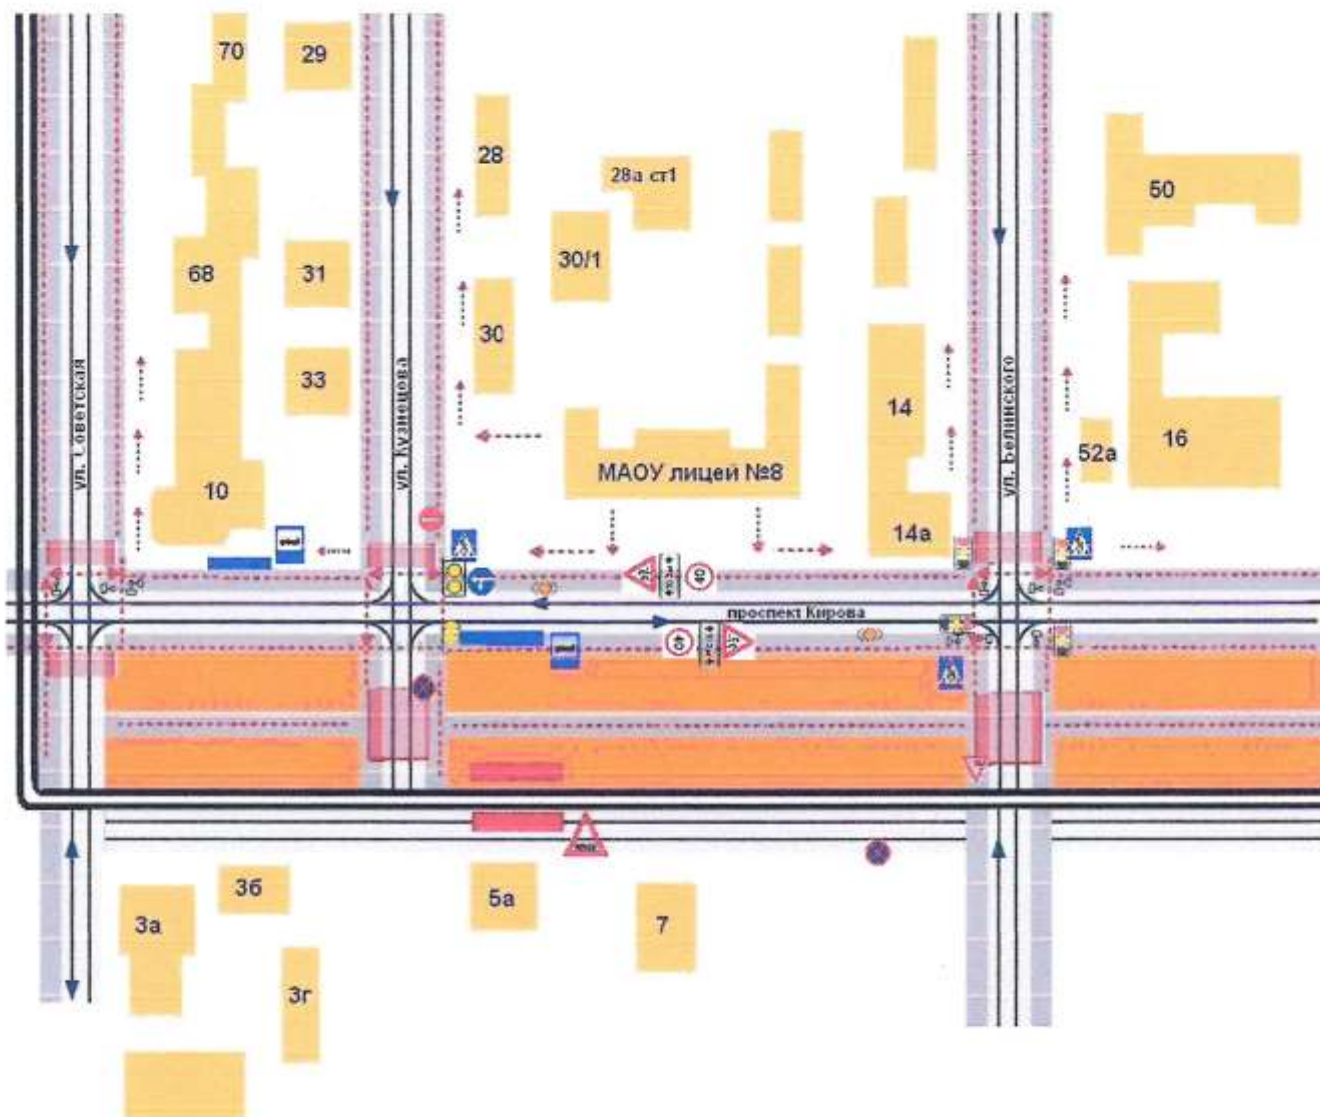 70
29
28
28а ст1
50
30/1
68
31
30
ул. Советская
33
ул. Кузнецова
14
ул. Белинского
10
МАОУ лицей №8
52а
16
14а
40
проспект Кирова
40
3б
3а
5а
7
3г